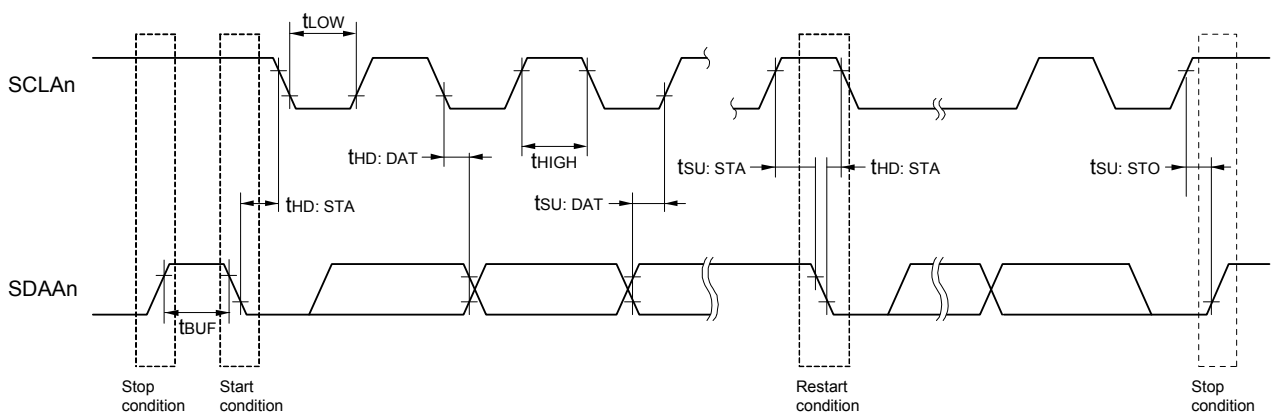 tLOW
SCLAn
tHD: DAT
tHIGH
tSU: STA
tHD: STA
tSU: STO
tHD: STA
tSU: DAT
SDAAn
tBUF
Stop
condition
Start
condition
Restart
condition
Stop
condition